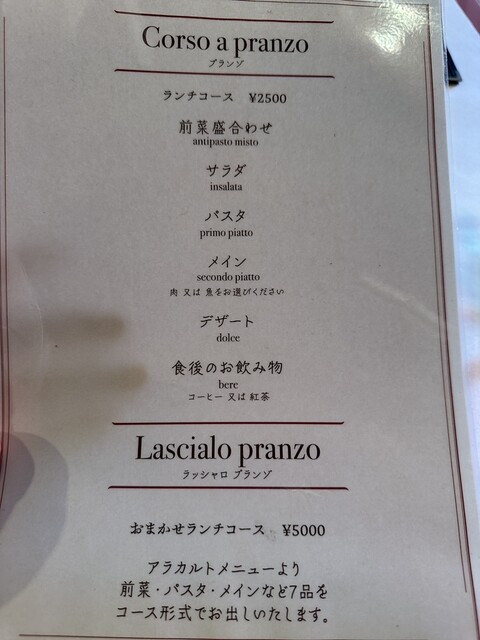 Corso a pranzo
プランゾ
ランチコース ¥2500
前菜盛合わせ
antipasto misto
サラダ
insalata
パスタ
primo piatto
メイン
secondo piatto
肉 又は 魚をお選びください
デザート
dolce
食後のお飲み物
bere
コーヒー 又は 紅茶
Lascialo pranzo
ラッシャロ プランゾ
おまかせランチコース ¥5000
アラカルトメニューより
前菜・パスタ・メインなど7品を
コース形式でお出しいたします。